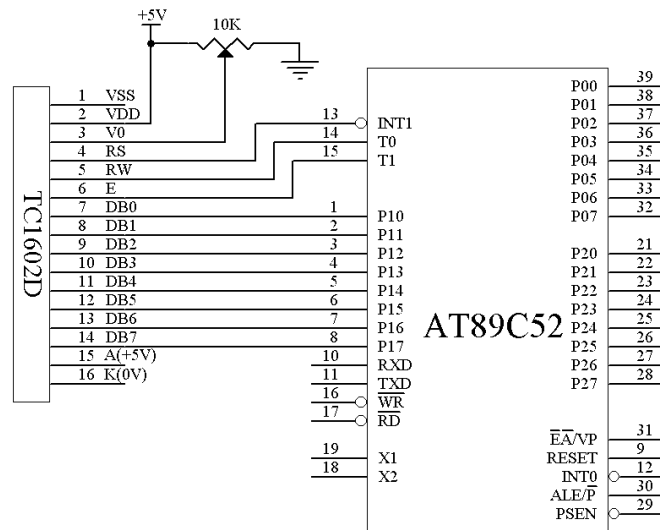 +5V
10K
1 VSS
2 VDD
3 V0
4 RS
5 RW
6 E
7 DB0
8 DB1
9 DB2
10 DB3
11 DB4
12 DB5
13 DB6
14 DB7
15 A(+5V)
16 K(0V)
TC1602D
13 INT1
14 T0
15 T1
1 P10
2 P11
3 P12
4 P13
5 P14
6 P15
7 P16
8 P17
10 RXD
11 TXD
16 WR
17 RD
19 X1
18 X2
AT89C52
P00 39
P01 38
P02 37
P03 36
P04 35
P05 34
P06 33
P07 32
P20 21
P21 22
P22 23
P23 24
P24 25
P25 26
P26 27
P27 28
EA/VP 31
RESET 9
INT0 12
ALE/P 30
PSEN 29